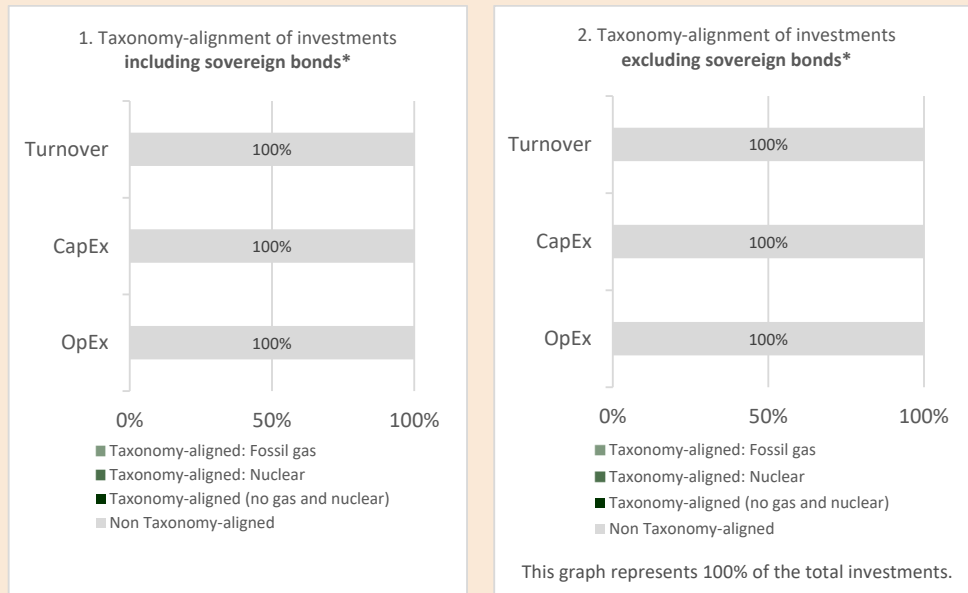 1. Taxonomy-alignment of investments
including sovereign bonds*
Turnover
100%
CapEx
100%
OpEx
100%
0%
50%
100%
Taxonomy-aligned: Fossil gas
Taxonomy-aligned: Nuclear
Taxonomy-aligned (no gas and nuclear)
Non Taxonomy-aligned
2. Taxonomy-alignment of investments
excluding sovereign bonds*
Turnover
100%
CapEx
100%
OpEx
100%
0%
50%
100%
Taxonomy-aligned: Fossil gas
Taxonomy-aligned: Nuclear
Taxonomy-aligned (no gas and nuclear)
Non Taxonomy-aligned
This graph represents 100% of the total investments.